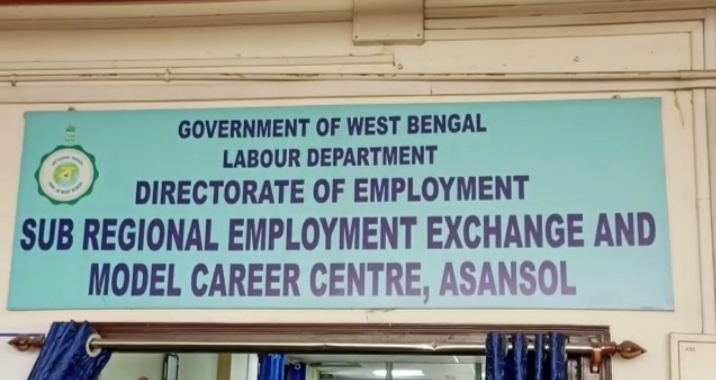 GOVERNMENT OF WEST BENGAL
LABOUR DEPARTMENT
DIRECTORATE OF EMPLOYMENT
SUB REGIONAL EMPLOYMENT EXCHANGE AND
MODEL CAREER CENTRE, ASANSOL